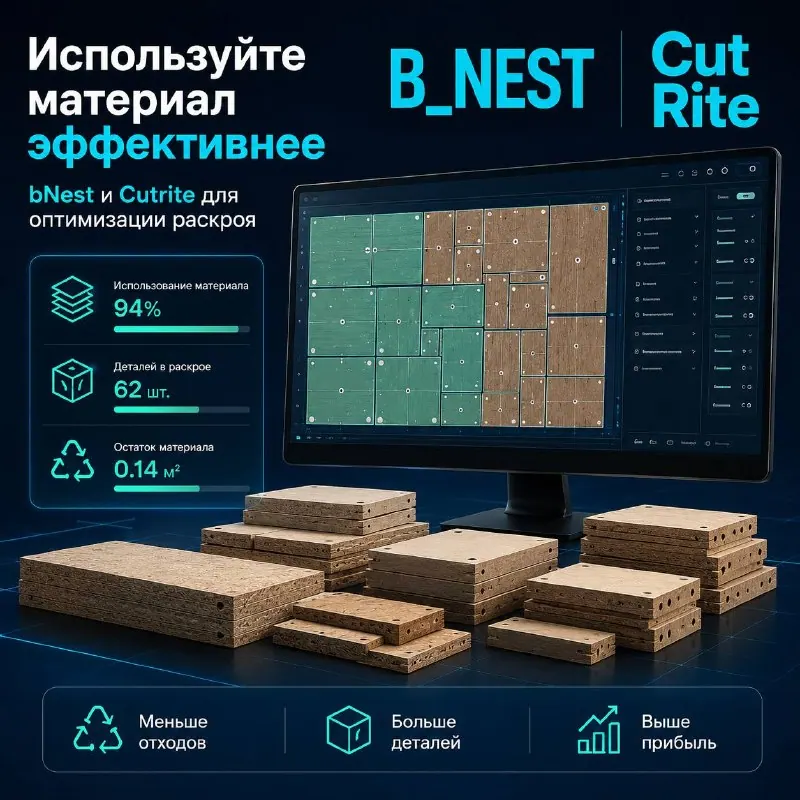 Используйте
материал
эффективнее
B_NEST
Cut
Rite
bNest и Cutrite для
оптимизации раскроя
Использование материала
94%
Деталей в раскрое
62 шт.
Остаток материала
0.14 м²
Меньше
отходов
Больше
деталей
Выше
прибыль